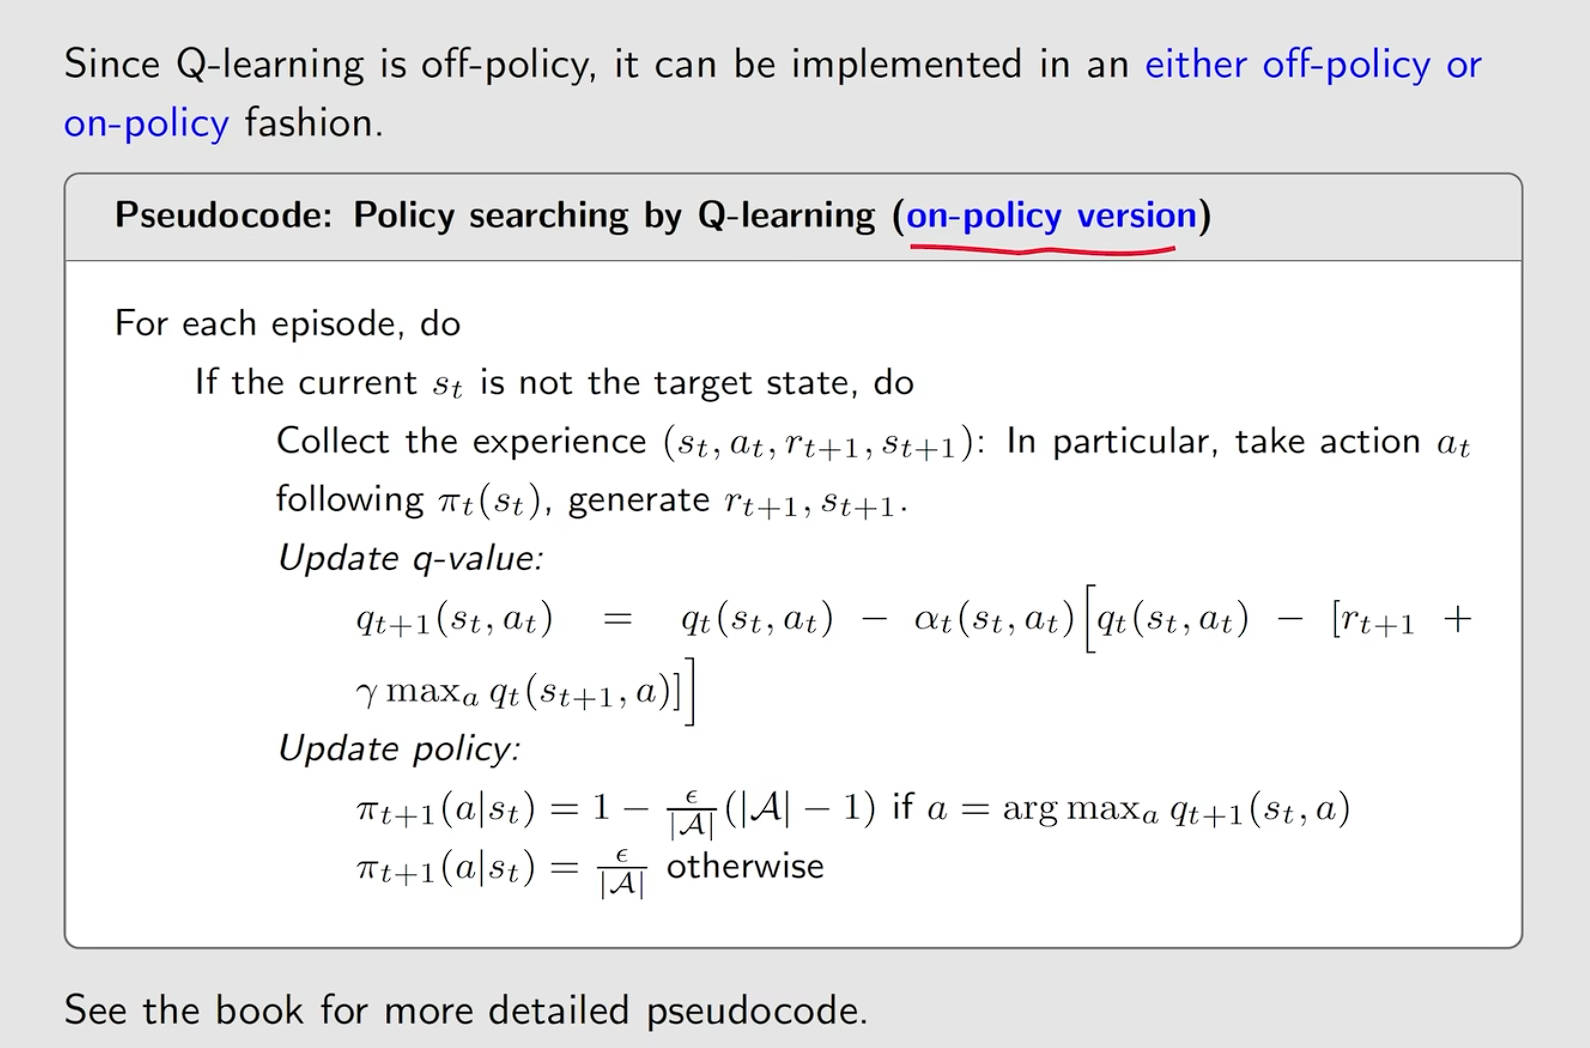 Since Q-learning is off-policy, it can be implemented in an either off-policy or
on-policy fashion.
Pseudocode: Policy searching by Q-learning (on-policy version)
For each episode, do
If the current $s_t$ is not the target state, do
Collect the experience $(s_t, a_t, r_{t+1}, s_{t+1})$: In particular, take action $a_t$
following $\pi_t(s_t)$, generate $r_{t+1}, s_{t+1}$.
Update q-value:
$q_{t+1}(s_t, a_t) = q_t(s_t, a_t) - \alpha_t(s_t, a_t) \Big[ q_t(s_t, a_t) - [r_{t+1} +$
$\gamma \max_a q_t(s_{t+1}, a)] \Big]$
Update policy:
$\pi_{t+1}(a|s_t) = 1 - \frac{\epsilon}{|\mathcal{A}|}(|\mathcal{A}| - 1)$ if $a = \arg\max_a q_{t+1}(s_t, a)$
$\pi_{t+1}(a|s_t) = \frac{\epsilon}{|\mathcal{A}|}$ otherwise
See the book for more detailed pseudocode.